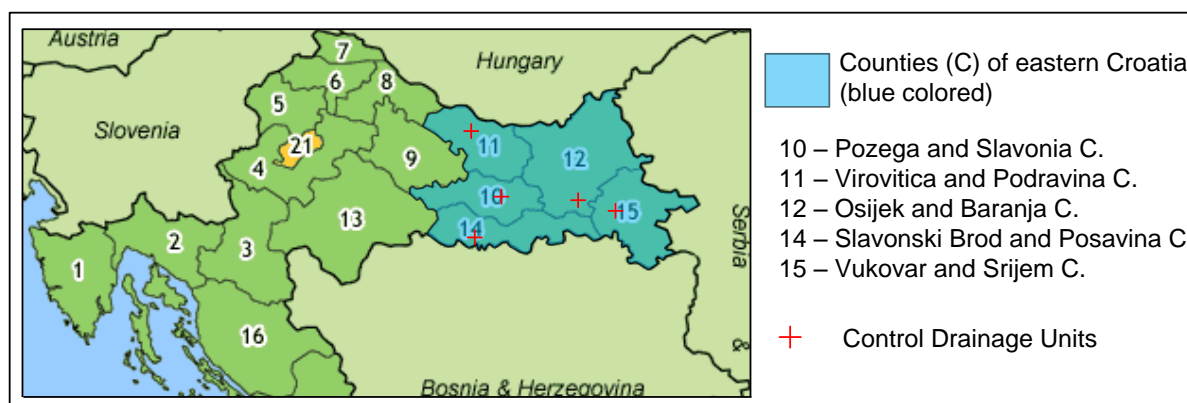 Austria
Hungary
Slovenia
Serbia
&
Bosnia & Herzegovina
7
6
8
5
21
4
9
11
12
10
15
13
14
2
3
1
16
Counties (C) of eastern Croatia
(blue colored)
10 – Pozega and Slavonia C.
11 – Virovitica and Podravina C.
12 – Osijek and Baranja C.
14 – Slavonski Brod and Posavina C
15 – Vukovar and Srijem C.
Control Drainage Units